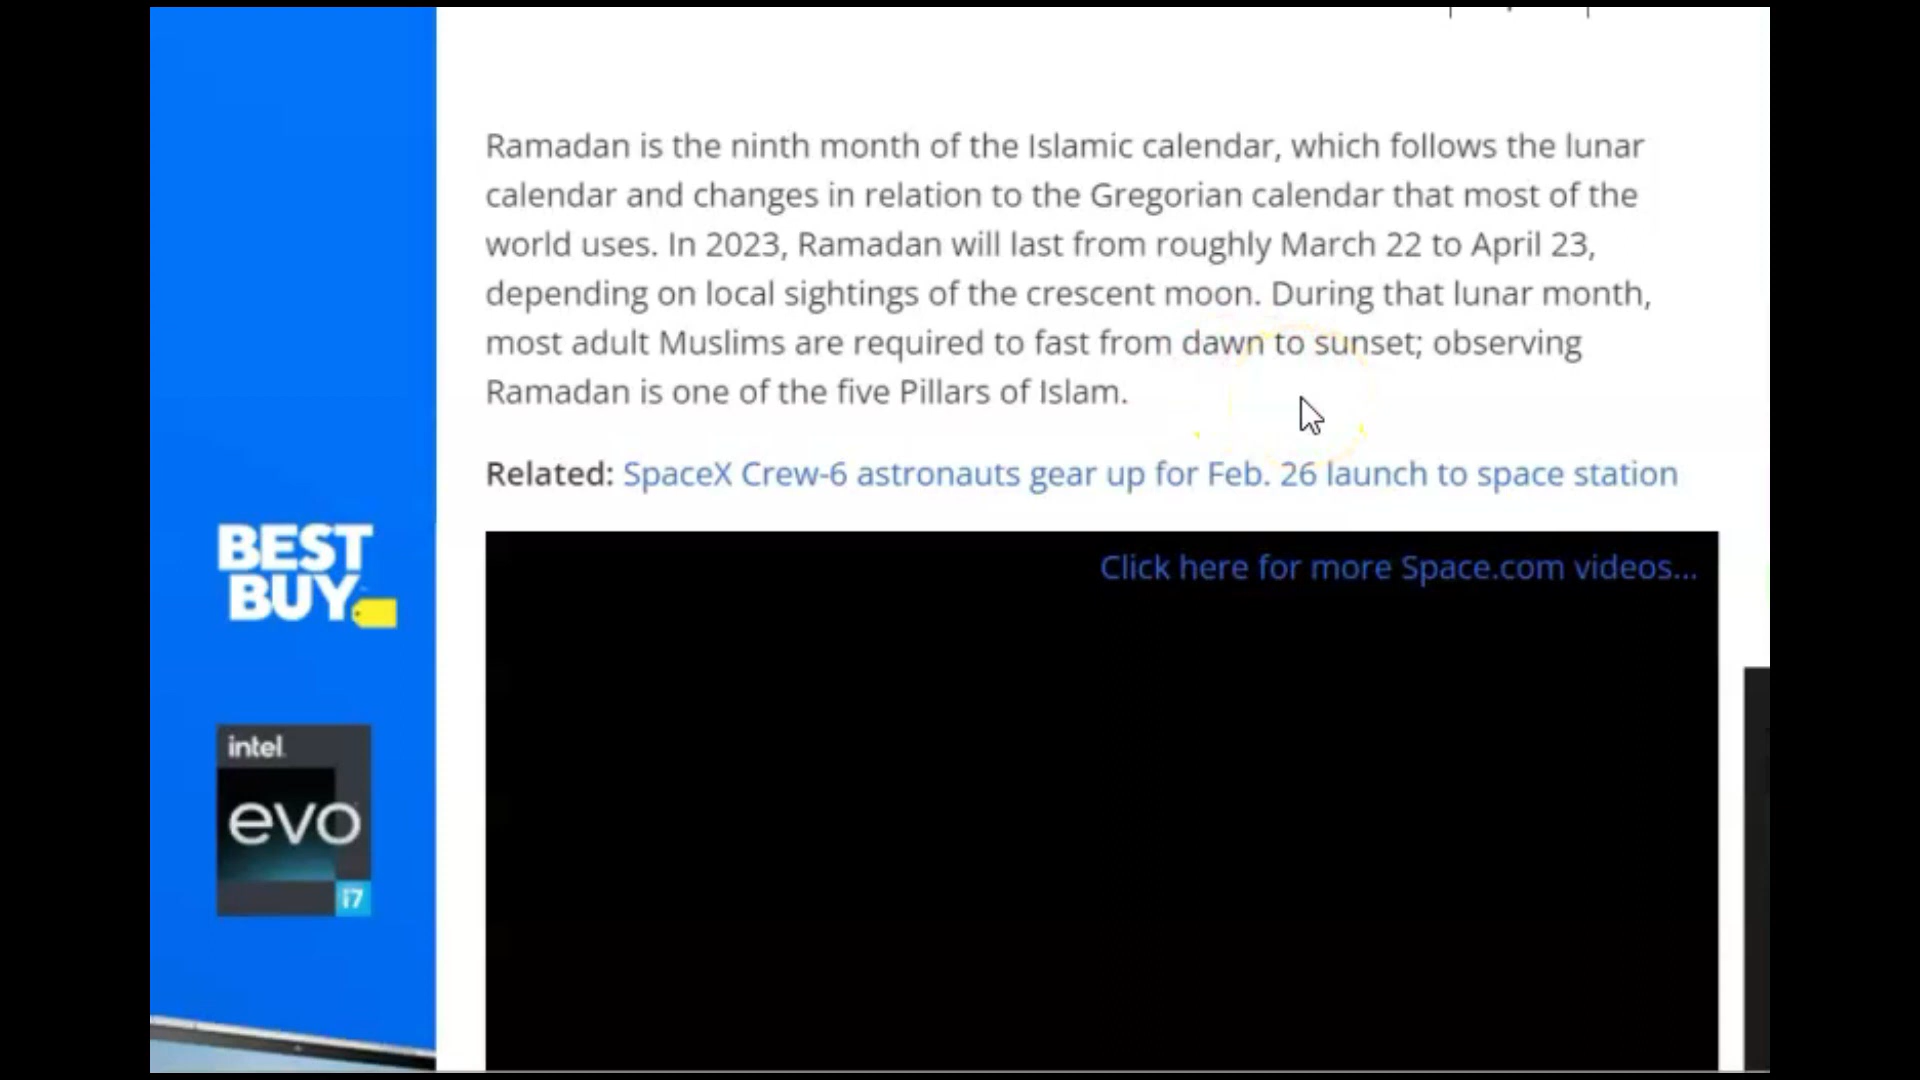 Ramadan is the ninth month of the Islamic calendar, which follows the lunar
calendar and changes in relation to the Gregorian calendar that most of the
world uses. In 2023, Ramadan will last from roughly March 22 to April 23,
depending on local sightings of the crescent moon. During that lunar month,
most adult Muslims are required to fast from dawn to sunset; observing
Ramadan is one of the five Pillars of Islam.
Related: SpaceX Crew-6 astronauts gear up for Feb. 26 launch to space station
Click here for more Space.com videos...
BEST
BUY
intel
evo
i7